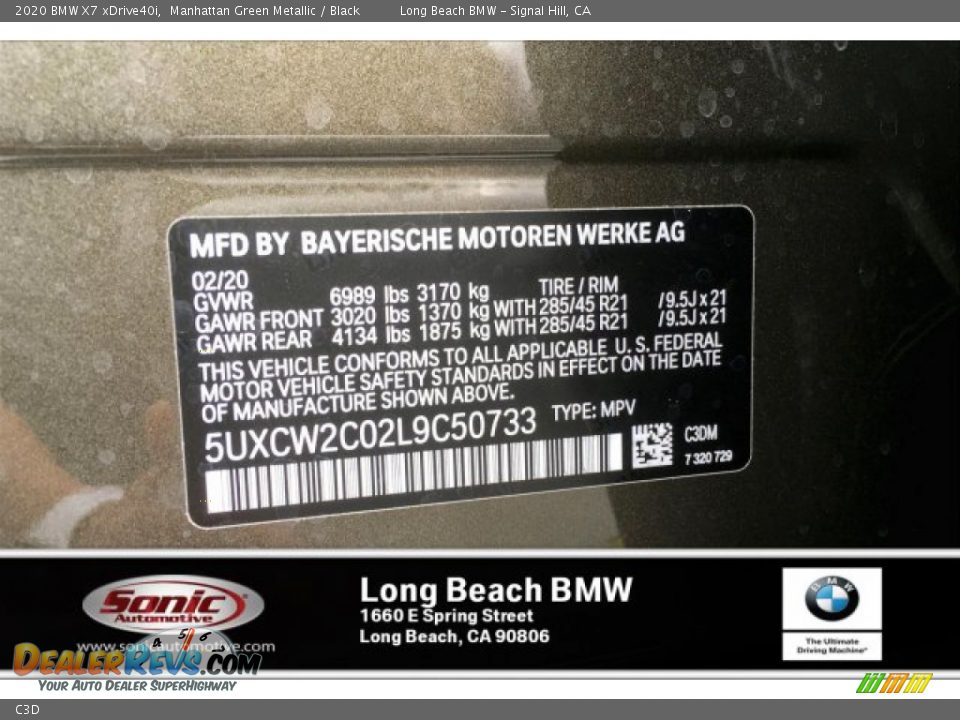 2020 BMW X7 xDrive40i, Manhattan Green Metallic / Black Long Beach BMW - Signal Hill, CA
MFD BY BAYERISCHE MOTOREN WERKE AG
02/20
GVWR 6989 lbs 3170 kg TIRE / RIM
GAWR FRONT 3020 lbs 1370 kg WITH 285/45 R21 /9.5J x 21
GAWR REAR 4134 lbs 1875 kg WITH 285/45 R21 /9.5J x 21
THIS VEHICLE CONFORMS TO ALL APPLICABLE U. S. FEDERAL
MOTOR VEHICLE SAFETY STANDARDS IN EFFECT ON THE DATE
OF MANUFACTURE SHOWN ABOVE.
5UXCW2C02L9C50733 TYPE: MPV
C3DM
7 320 729
Sonic
Automotive
www.sonicautomotive.com
Long Beach BMW
1660 E Spring Street
Long Beach, CA 90806
BMW
The Ultimate
Driving Machine®
4 5 6
DealerRevs.com
Your Auto Dealer SuperHighway
C3D